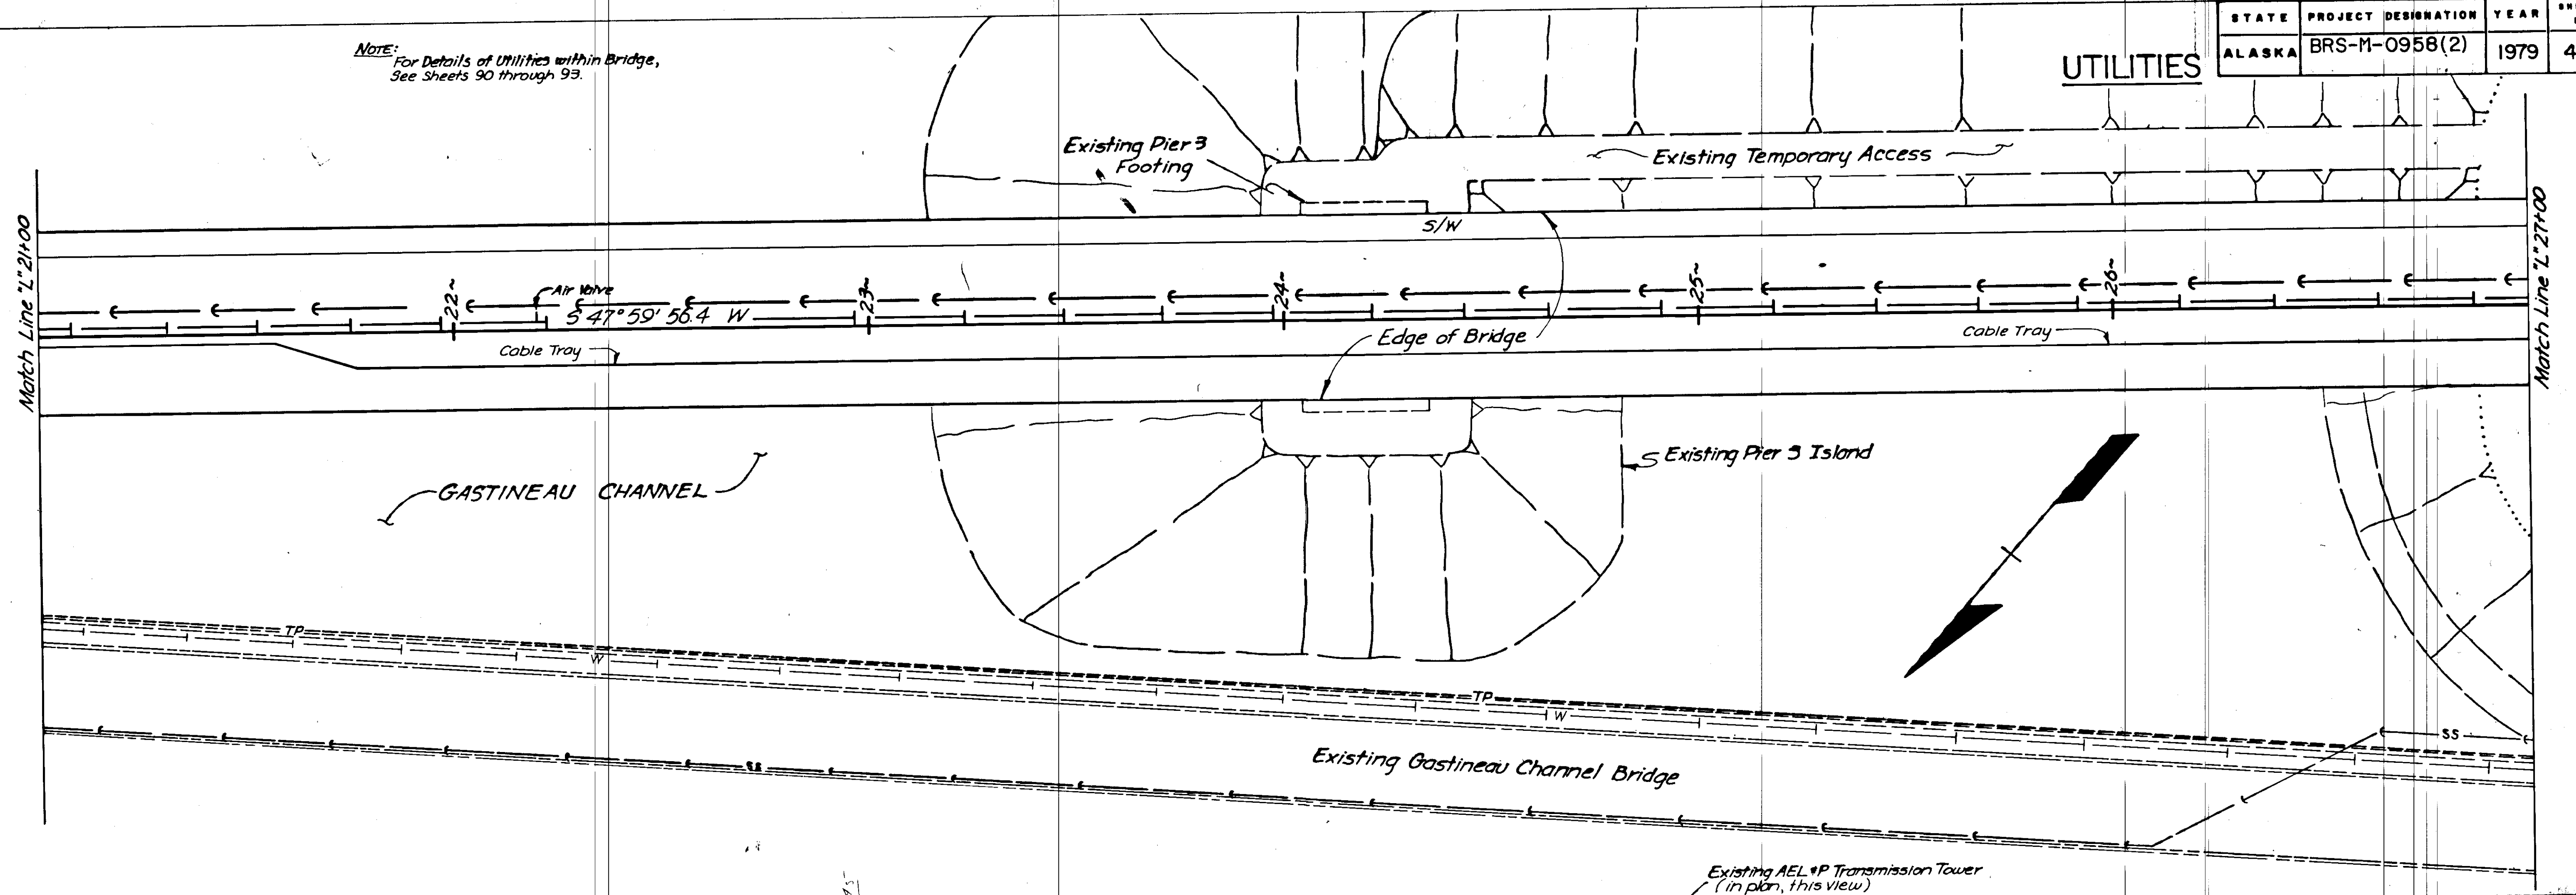 STATE PROJECT DESIGNATION YEAR
ALASKA BRS-M-0958(2) 1979 4
UTILITIES
NOTE:
For Details of Utilities within Bridge,
See Sheets 90 through 93.
Existing Pier 3
Footing
Existing Temporary Access
S/W
Match Line "L" 21+00
Match Line "L" 27+00
22
23
24
25
26
Air Valve
S 47° 59' 56.4 W
Cable Tray
Edge of Bridge
Cable Tray
GASTINEAU CHANNEL
Existing Pier 3 Island
TP
W
TP
W
SS
SS
Existing Gastineau Channel Bridge
Existing AEL&P Transmission Tower
(in plan, this view)